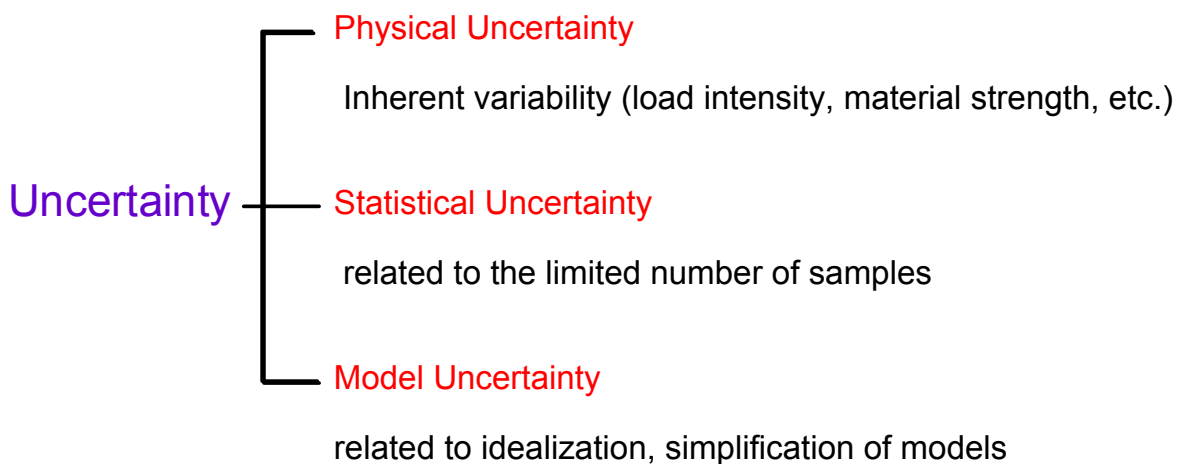 Physical Uncertainty
Inherent variability (load intensity, material strength, etc.)
Uncertainty
Statistical Uncertainty
related to the limited number of samples
Model Uncertainty
related to idealization, simplification of models